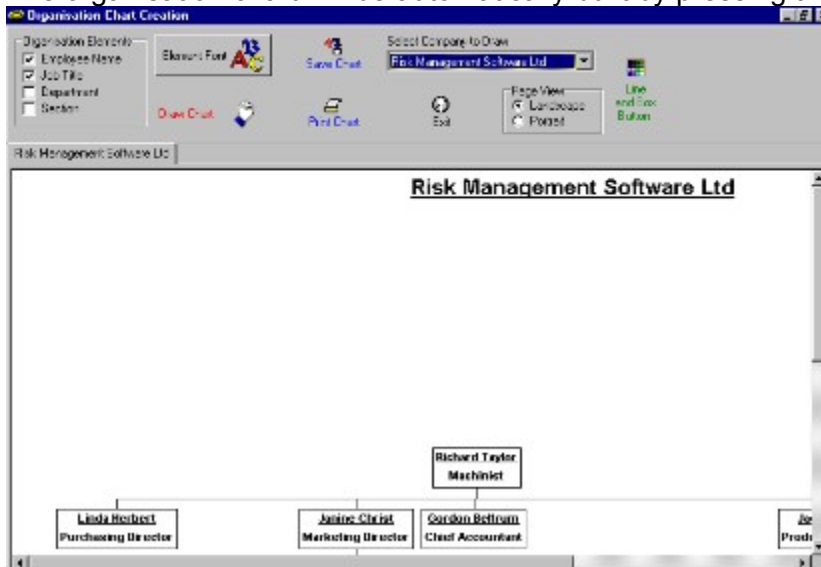 Organisation Chart Creation
Organisation Elements
Employee Name
Job Title
Department
Section
Element Font
Draw Chart
Save Chart
Print Chart
Select Company to Draw
Risk Management Software Ltd
Exit
Page View
Landscape
Portrait
Line
and Box
Button
Risk Management Software Ltd
Risk Management Software Ltd
Richard Taylor
Machinist
Linda Herbert
Purchasing Director
Janine Christ
Marketing Director
Gordon Beltrum
Chief Accountant